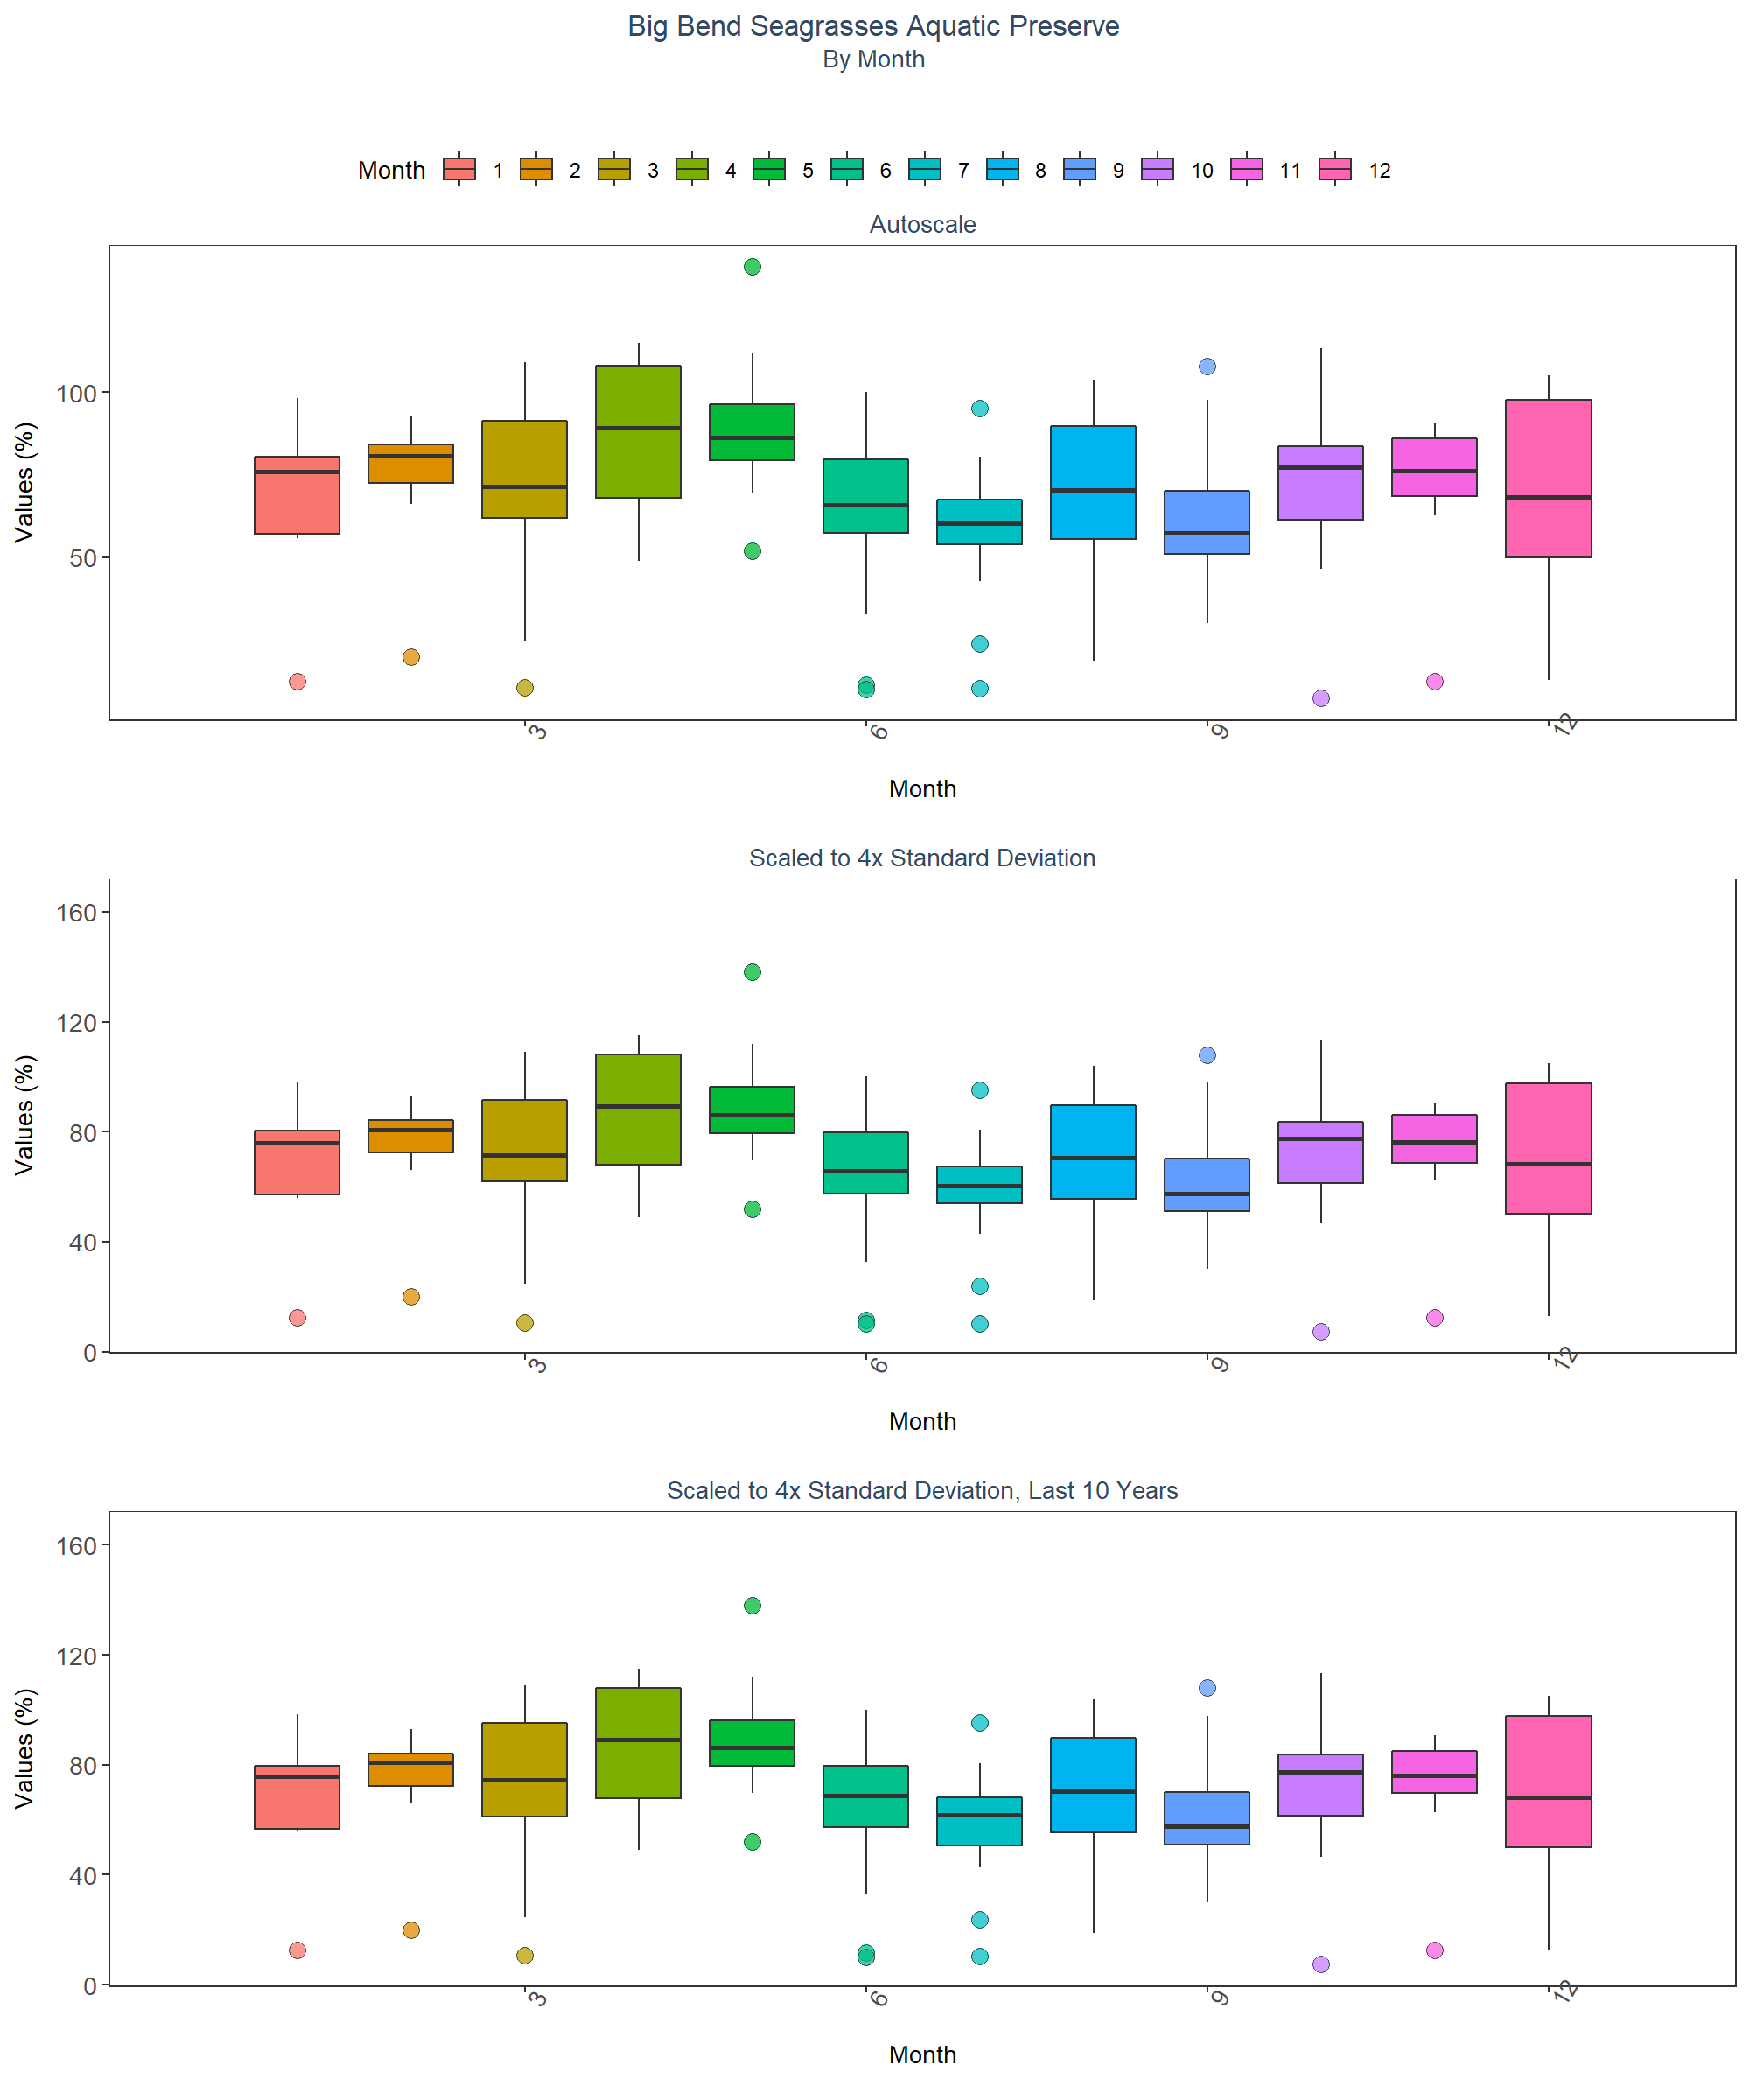 Big Bend Seagrasses Aquatic Preserve
By Month
Month 1 2 3 4 5 6 7 8 9 10 11 12
Autoscale
Values (%)
100
50
3 6 9 12
Month
Scaled to 4x Standard Deviation
Values (%)
160
120
80
40
0
3 6 9 12
Month
Scaled to 4x Standard Deviation, Last 10 Years
Values (%)
160
120
80
40
0
3 6 9 12
Month